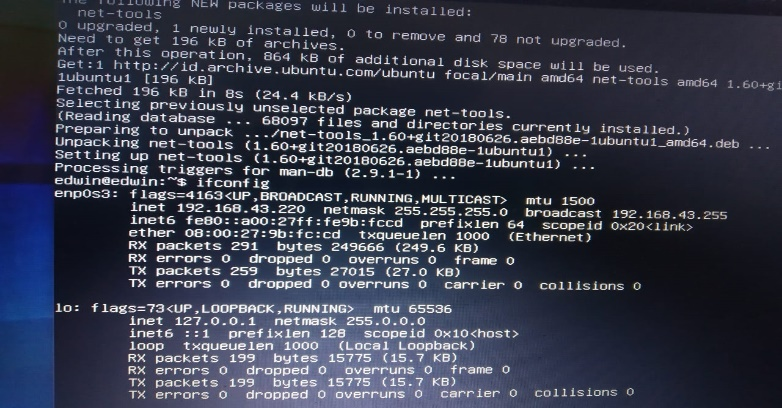 The following NEW packages will be installed:
net-tools
0 upgraded, 1 newly installed, 0 to remove and 78 not upgraded.
Need to get 196 kB of archives.
After this operation, 864 kB of additional disk space will be used.
Get:1 http://id.archive.ubuntu.com/ubuntu focal/main amd64 net-tools amd64 1.60+gi
1ubuntu1 [196 kB]
Fetched 196 kB in 8s (24.4 kB/s)
Selecting previously unselected package net-tools.
(Reading database ... 68097 files and directories currently installed.)
Preparing to unpack .../net-tools_1.60+git20180626.aebd88e-1ubuntu1_amd64.deb ...
Unpacking net-tools (1.60+git20180626.aebd88e-1ubuntu1) ...
Setting up net-tools (1.60+git20180626.aebd88e-1ubuntu1) ...
Processing triggers for man-db (2.9.1-1) ...
edwin@edwin:~$ ifconfig
enp0s3: flags=4163<UP,BROADCAST,RUNNING,MULTICAST> mtu 1500
inet 192.168.43.220 netmask 255.255.255.0 broadcast 192.168.43.255
inet6 fe80::a00:27ff:fe9b:fccd prefixlen 64 scopeid 0x20<link>
ether 08:00:27:9b:fc:cd txqueuelen 1000 (Ethernet)
RX packets 291 bytes 249666 (249.6 KB)
RX errors 0 dropped 0 overruns 0 frame 0
TX packets 259 bytes 27015 (27.0 KB)
TX errors 0 dropped 0 overruns 0 carrier 0 collisions 0
lo: flags=73<UP,LOOPBACK,RUNNING> mtu 65536
inet 127.0.0.1 netmask 255.0.0.0
inet6 ::1 prefixlen 128 scopeid 0x10<host>
loop txqueuelen 1000 (Local Loopback)
RX packets 199 bytes 15775 (15.7 KB)
RX errors 0 dropped 0 overruns 0 frame 0
TX packets 199 bytes 15775 (15.7 KB)
TX errors 0 dropped 0 overruns 0 carrier 0 collisions 0